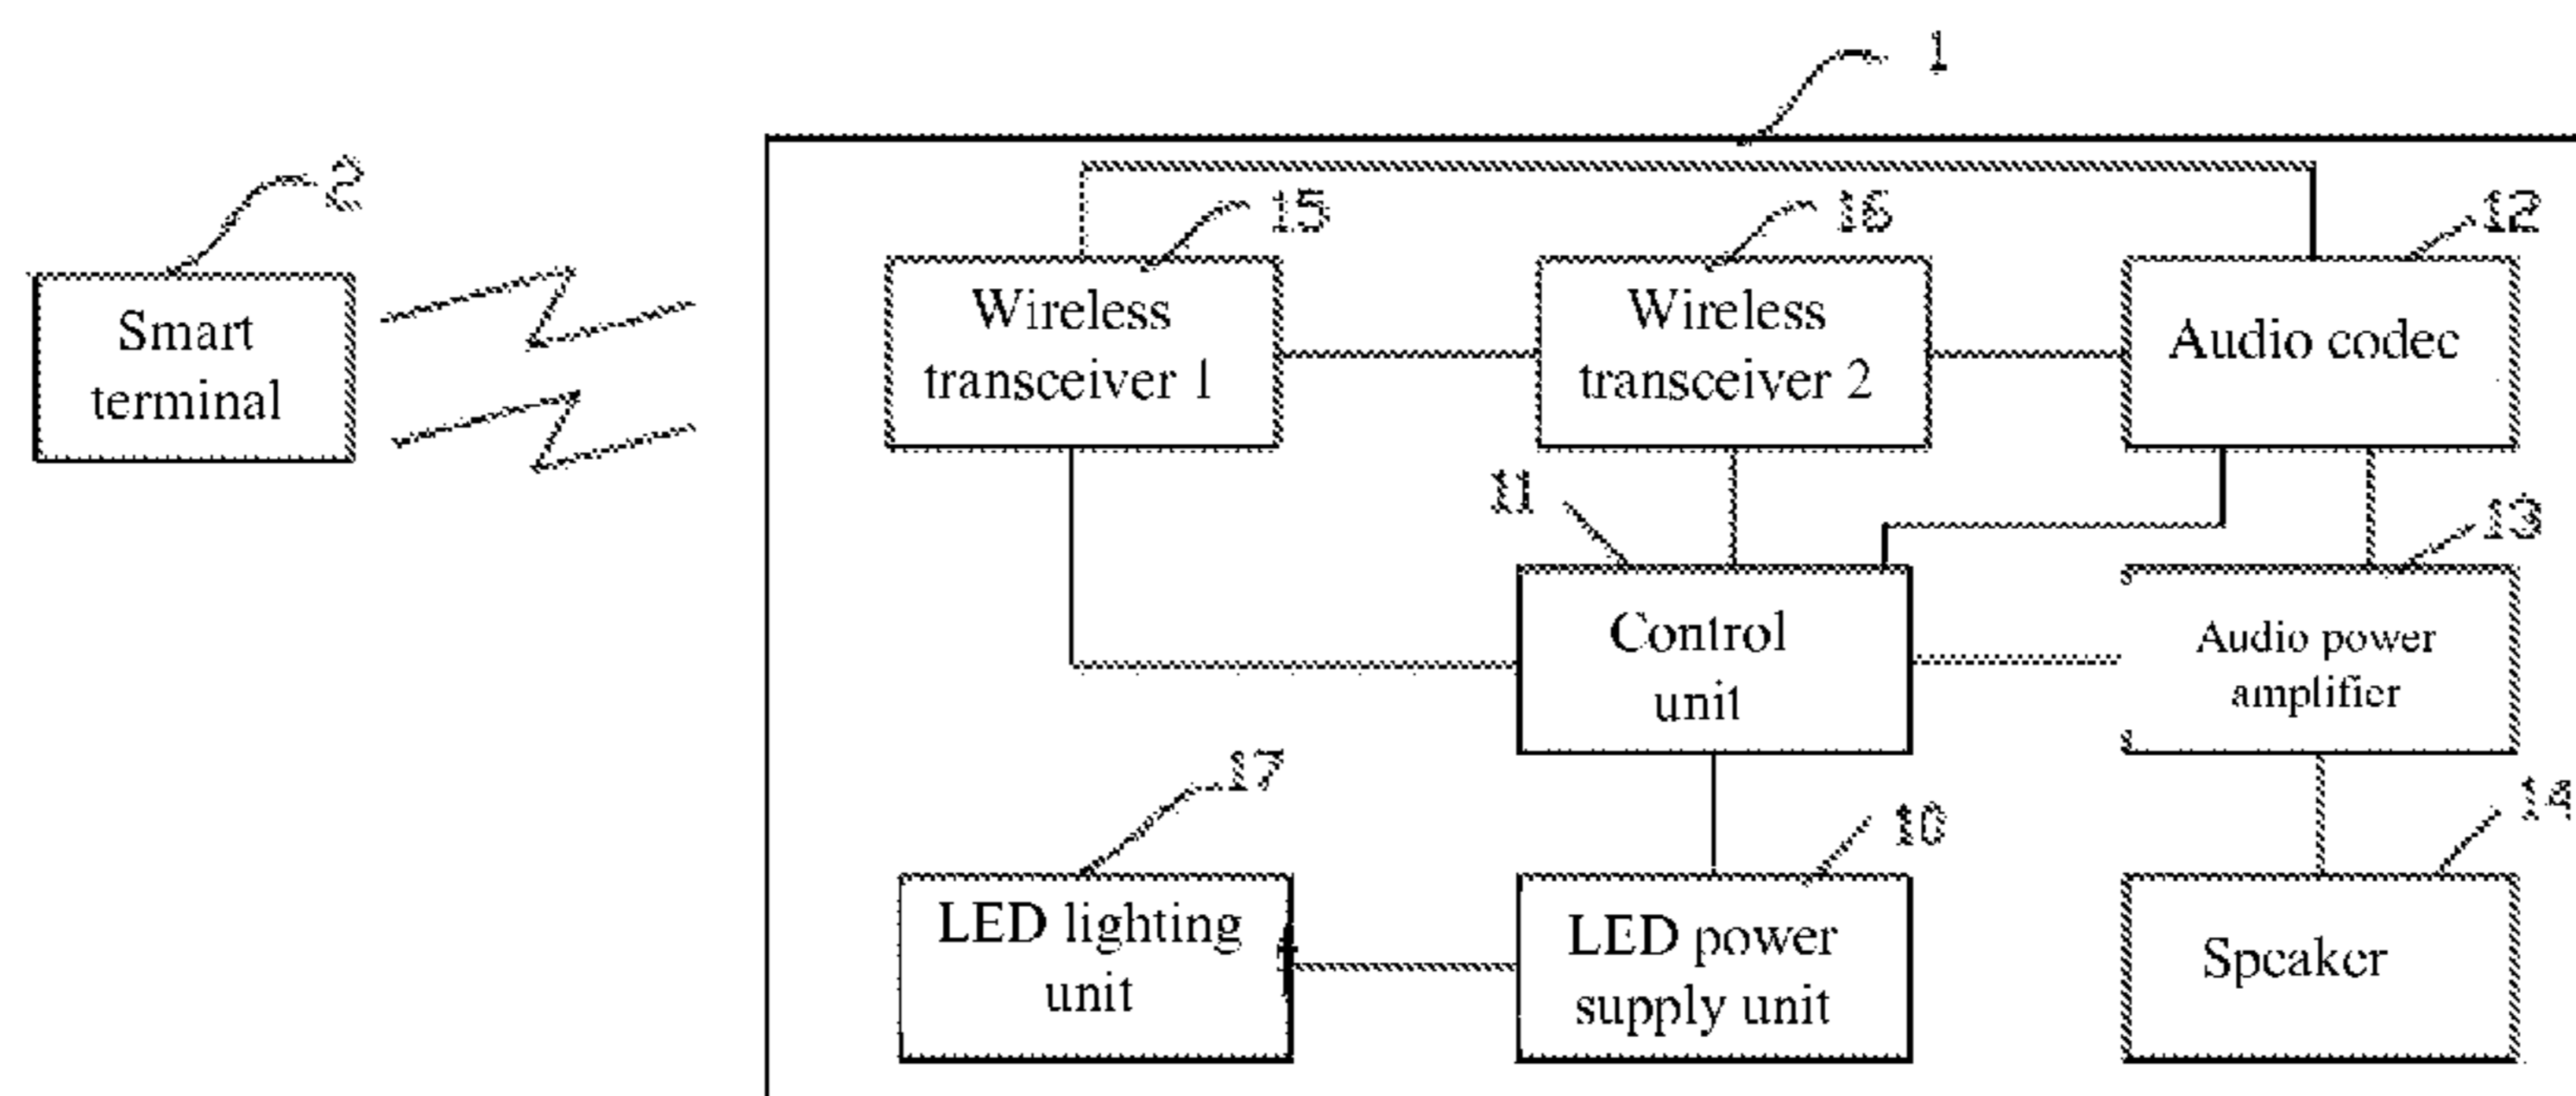 1
2
15
16
12
Smart
terminal
Wireless
transceiver 1
Wireless
transceiver 2
Audio codec
11
13
Control
unit
Audio power
amplifier
17
10
14
LED lighting
unit
LED power
supply unit
Speaker